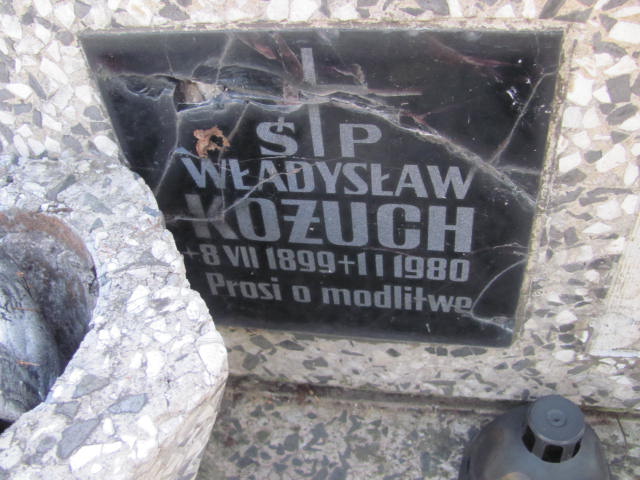 Ś P
WŁADYSŁAW
KOŻUCH
+8 VII 1899+1 I 1980
Prosi o modlitwę